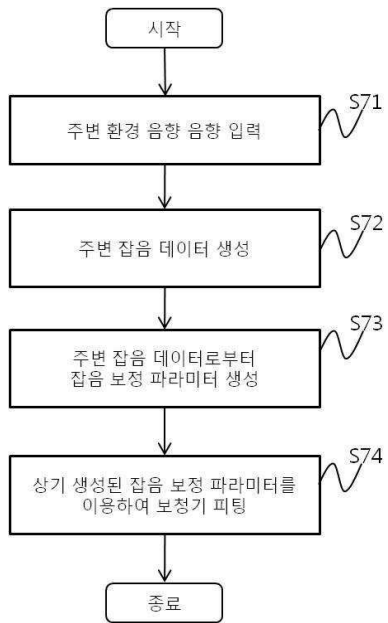 시작
S71
주변 환경 음향 음향 입력
S72
주변 잡음 데이터 생성
S73
주변 잡음 데이터로부터
잡음 보정 파라미터 생성
S74
상기 생성된 잡음 보정 파라미터를
이용하여 보청기 피팅
종료